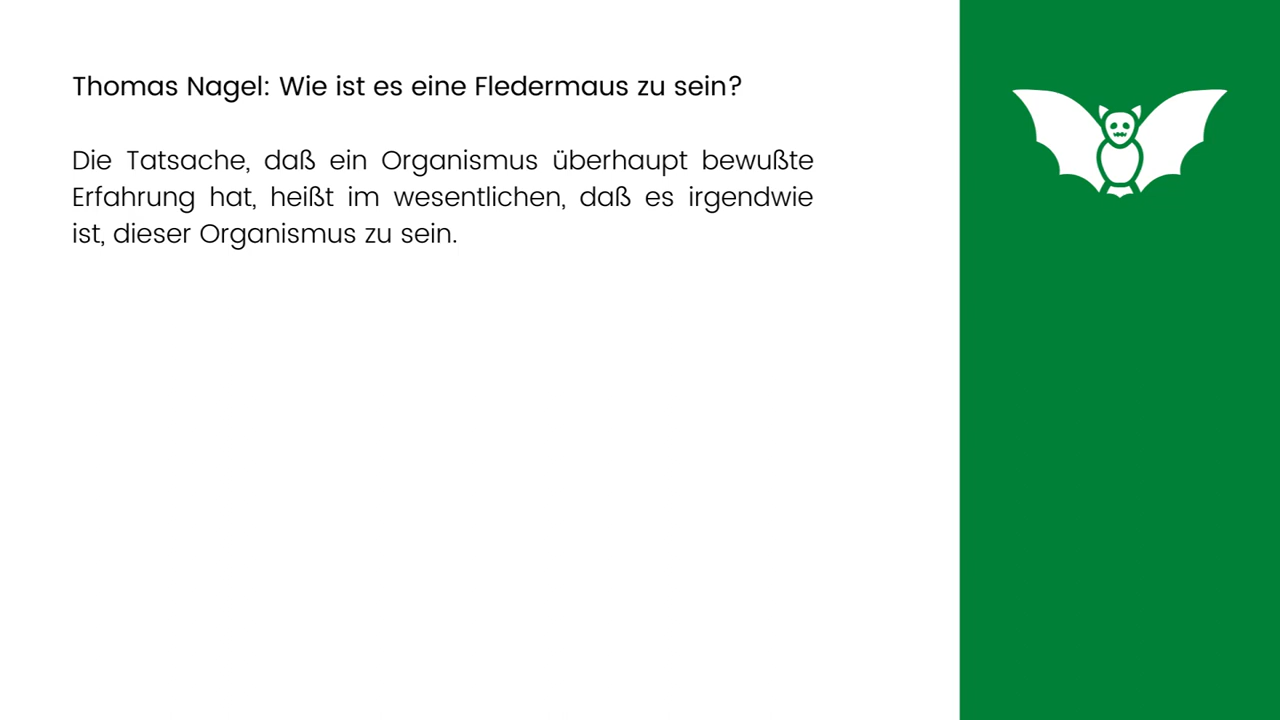 Thomas Nagel: Wie ist es eine Fledermaus zu sein?
Die Tatsache, daß ein Organismus überhaupt bewußte
Erfahrung hat, heißt im wesentlichen, daß es irgendwie
ist, dieser Organismus zu sein.